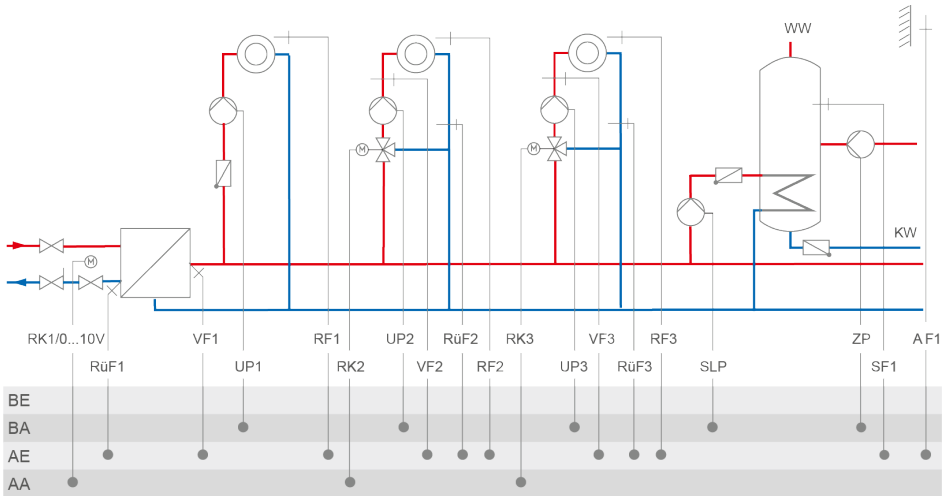 WW
M
M
KW
M
RK1/0...10V VF1 RF1 UP2 RüF2 RK3 VF3 RF3 ZP AF1
RüF1 UP1 RK2 VF2 RF2 UP3 RüF3 SLP SF1
BE
BA
AE
AA